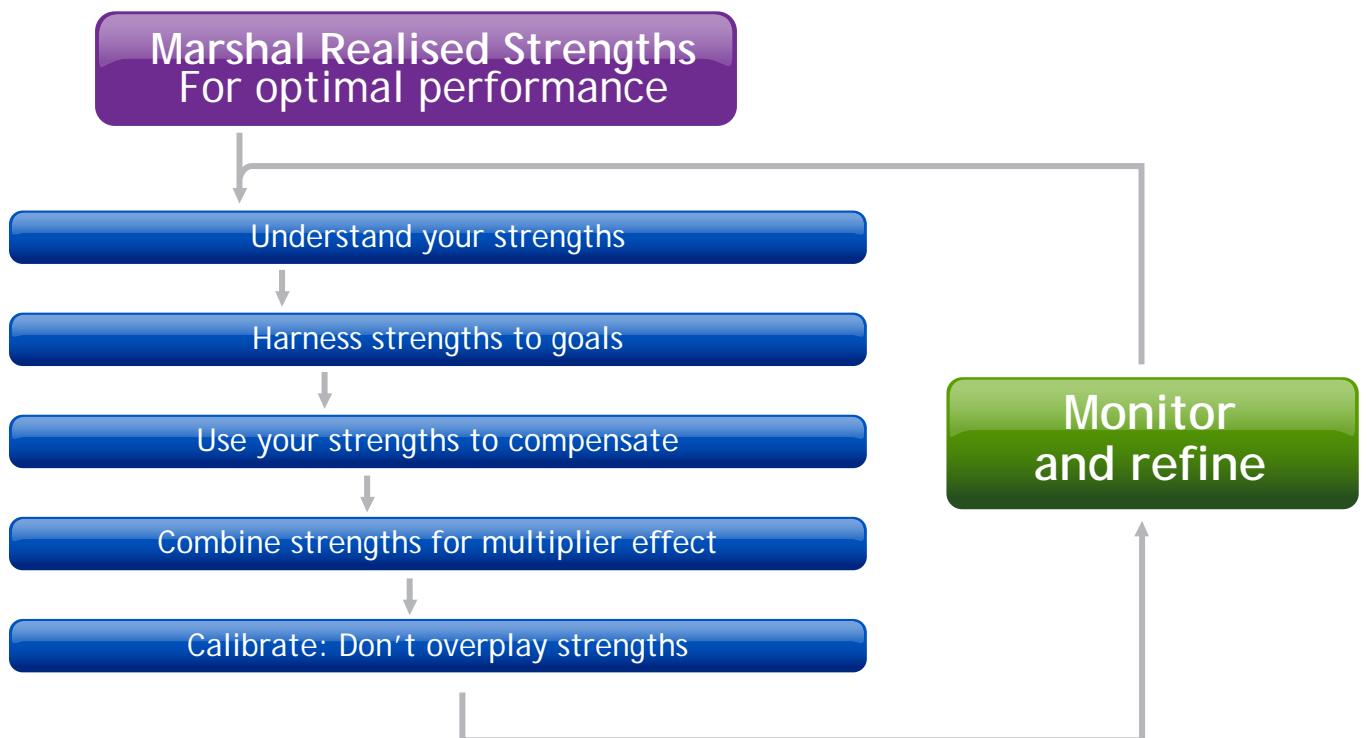 Marshal Realised Strengths
For optimal performance
Understand your strengths
Harness strengths to goals
Use your strengths to compensate
Combine strengths for multiplier effect
Calibrate: Don’t overplay strengths
Monitor
and refine